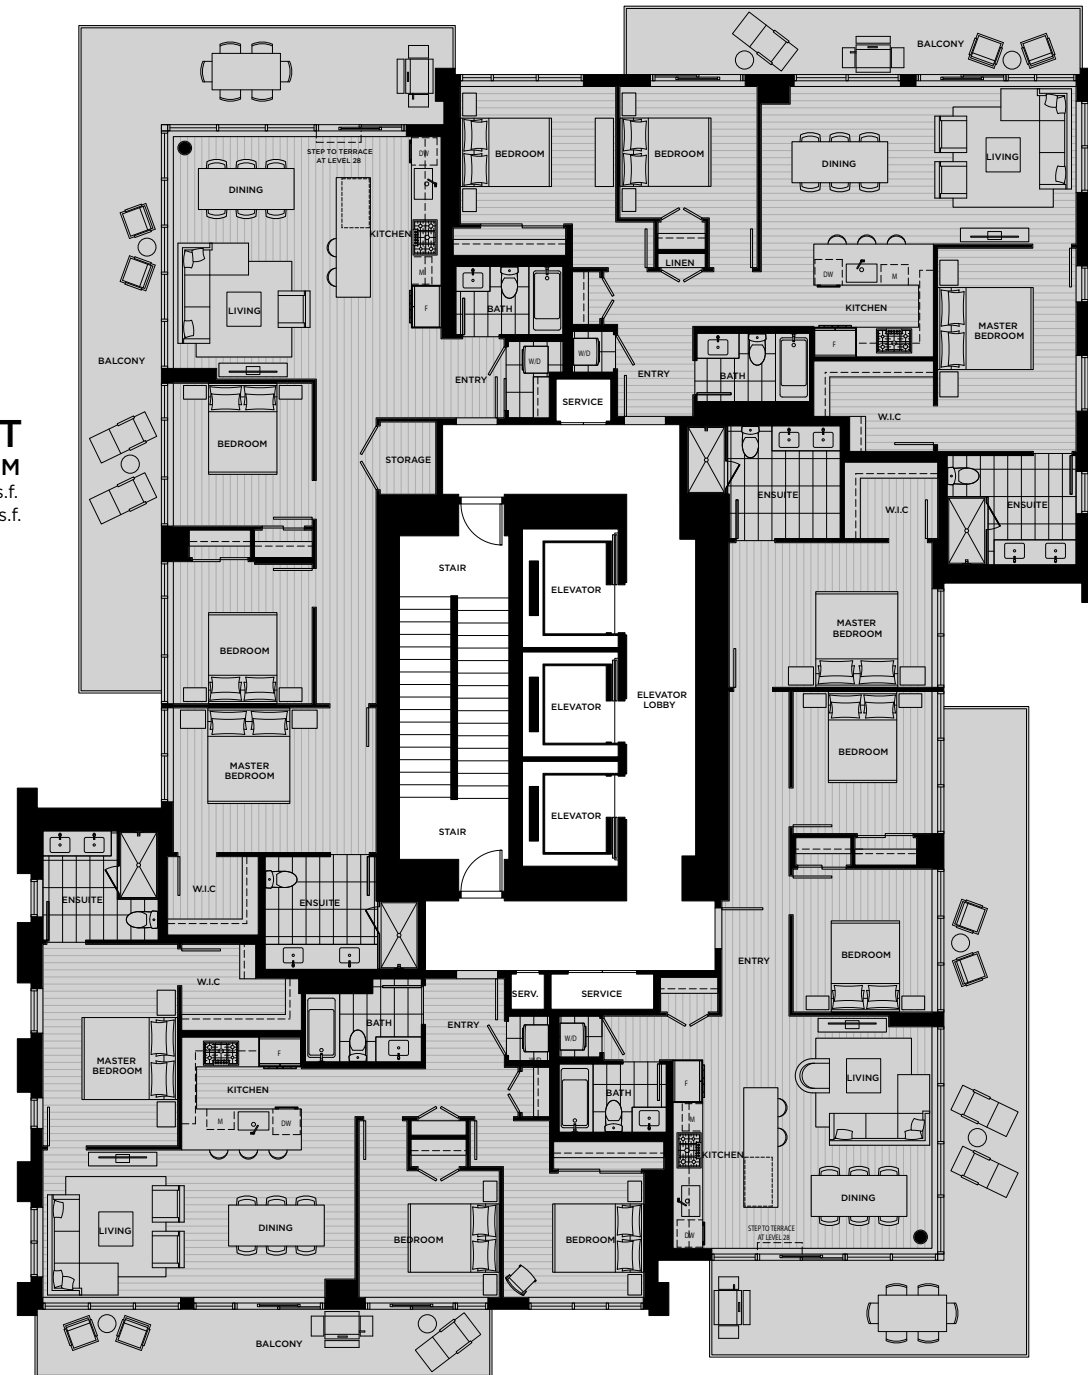 BALCONY
STEP TO TERRACE
AT LEVEL 28
DW
BEDROOM
BEDROOM
DINING
LIVING
DINING
KITCHEN
M
LINEN
DW
M
KITCHEN
F
LIVING
BATH
F
MASTER
BEDROOM
BALCONY
W/D
W/D
ENTRY
ENTRY
BATH
SERVICE
W.I.C
T
M
s.f.
s.f.
BEDROOM
STORAGE
ENSUITE
W.I.C
ENSUITE
STAIR
ELEVATOR
MASTER
BEDROOM
BEDROOM
ELEVATOR
LOBBY
ELEVATOR
BEDROOM
MASTER
BEDROOM
ELEVATOR
STAIR
W.I.C
ENSUITE
ENSUITE
BEDROOM
ENTRY
W.I.C
SERV.
SERVICE
BATH
ENTRY
W/D
W/D
F
MASTER
BEDROOM
KITCHEN
M
DW
BATH
F
LIVING
M
KITCHEN
DINING
LIVING
DINING
BEDROOM
BEDROOM
STEP TO TERRACE
AT LEVEL 28
DW
BALCONY